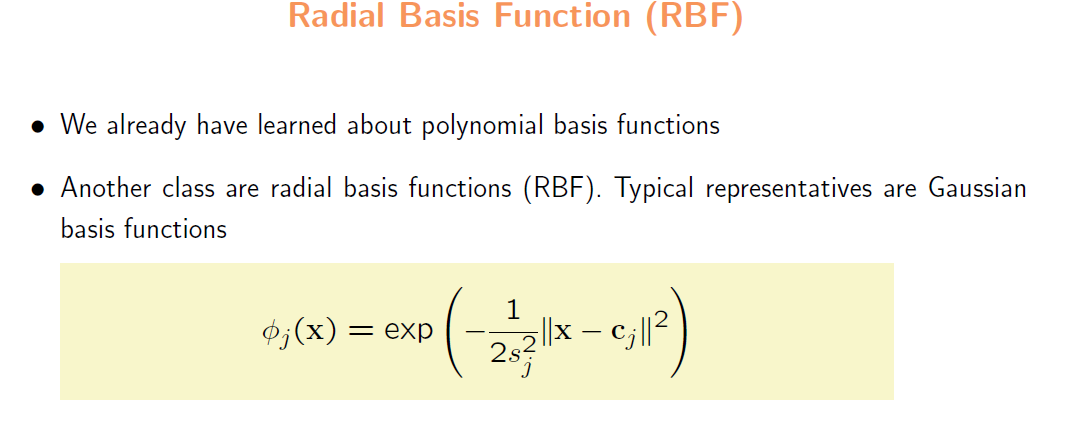 Radial Basis Function (RBF)
• We already have learned about polynomial basis functions
• Another class are radial basis functions (RBF). Typical representatives are Gaussian
basis functions
ϕ_j(x) = exp(−\frac{1}{2s_j^2}‖x − c_j‖^2)